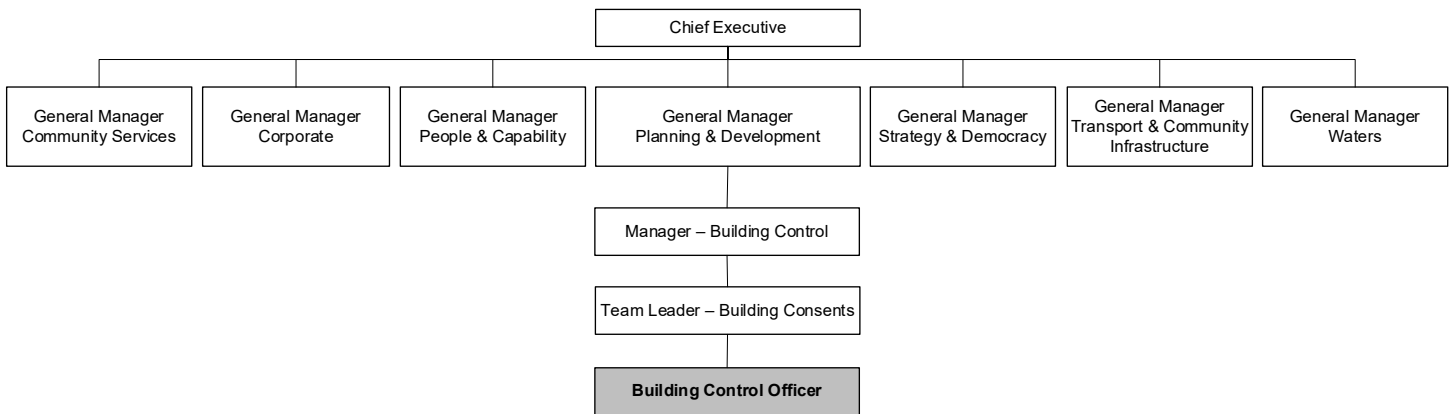 Chief Executive
General Manager
Community Services
General Manager
Corporate
General Manager
People & Capability
General Manager
Planning & Development
General Manager
Strategy & Democracy
General Manager
Transport & Community
Infrastructure
General Manager
Waters
Manager – Building Control
Team Leader – Building Consents
Building Control Officer